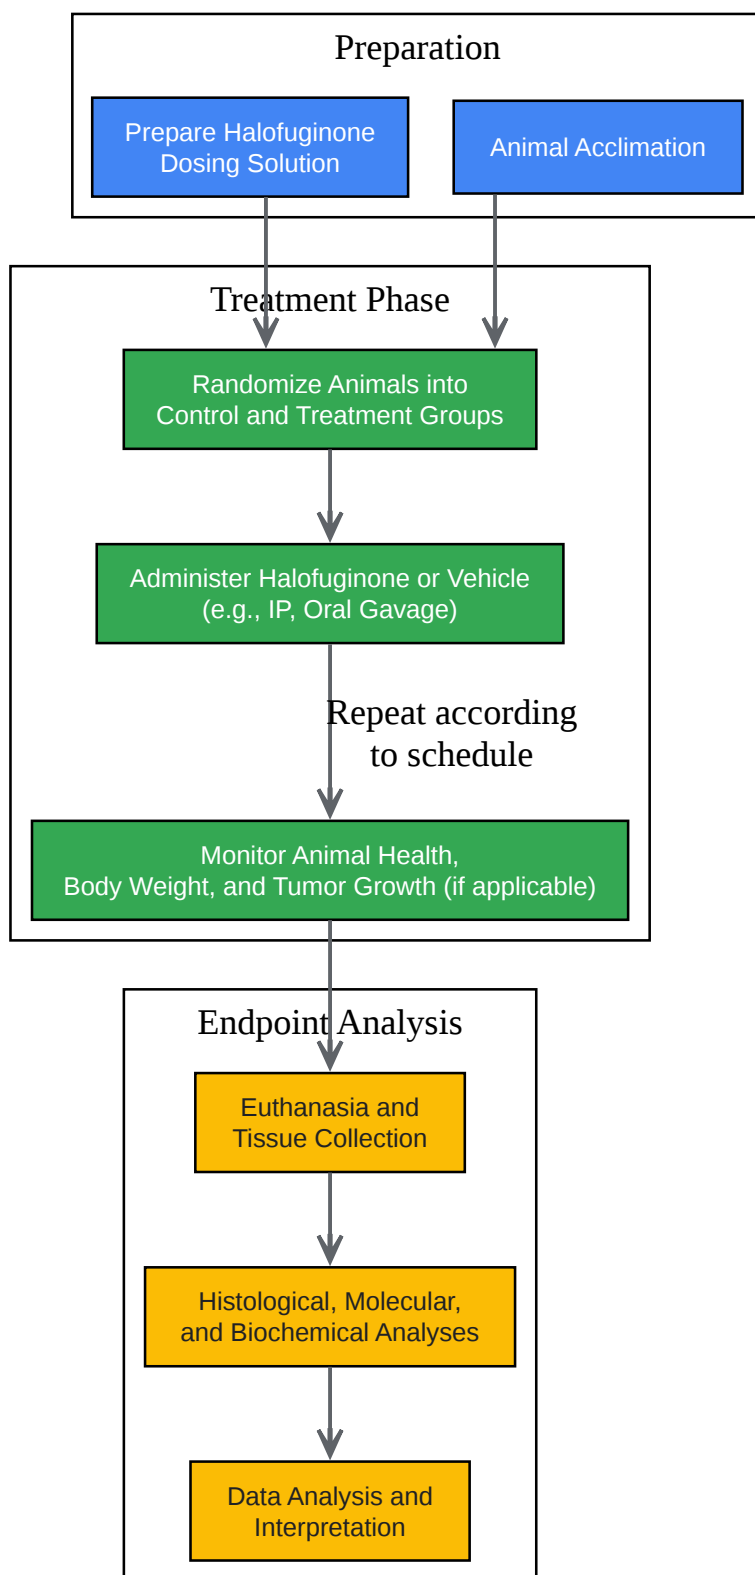 Preparation
Prepare Halofuginone
Dosing Solution
Animal Acclimation
Treatment Phase
Randomize Animals into
Control and Treatment Groups
Administer Halofuginone or Vehicle
(e.g., IP, Oral Gavage)
Repeat according
to schedule
Monitor Animal Health,
Body Weight, and Tumor Growth (if applicable)
Endpoint Analysis
Euthanasia and
Tissue Collection
Histological, Molecular,
and Biochemical Analyses
Data Analysis and
Interpretation